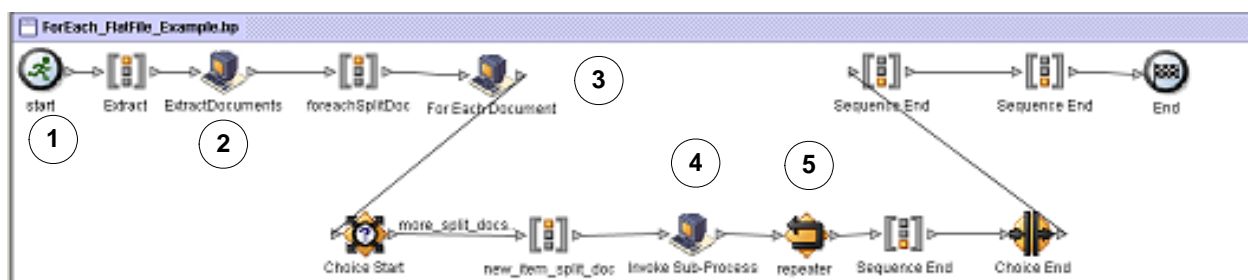 ForEach_FlatFile_Example.bp
start
Extract
ExtractDocuments
foreachSplitDoc
For Each Document
3
Sequence End
Sequence End
End
1
2
4
5
Choice Start
more_split_docs
new_item_split_doc
Invoke Sub-Process
repeater
Sequence End
Choice End